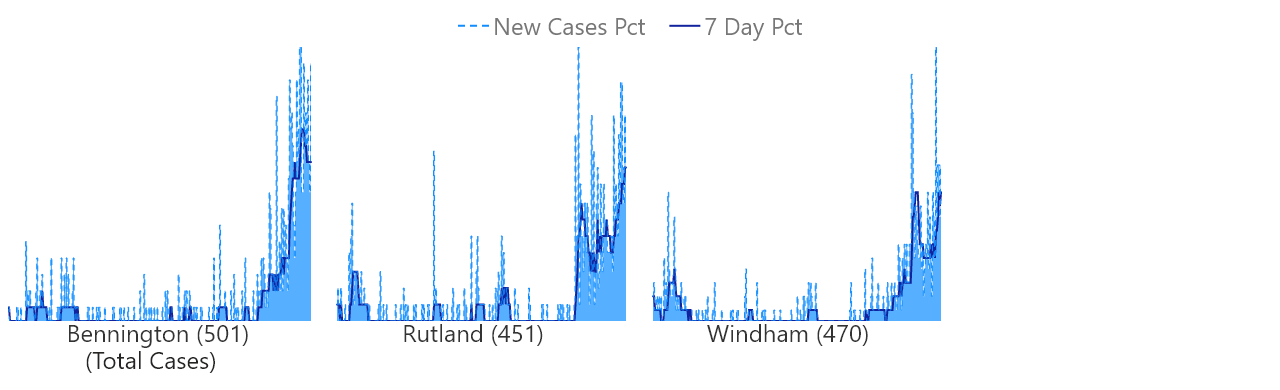 New Cases Pct 7 Day Pct
Bennington (501) Rutland (451) Windham (470)
(Total Cases)